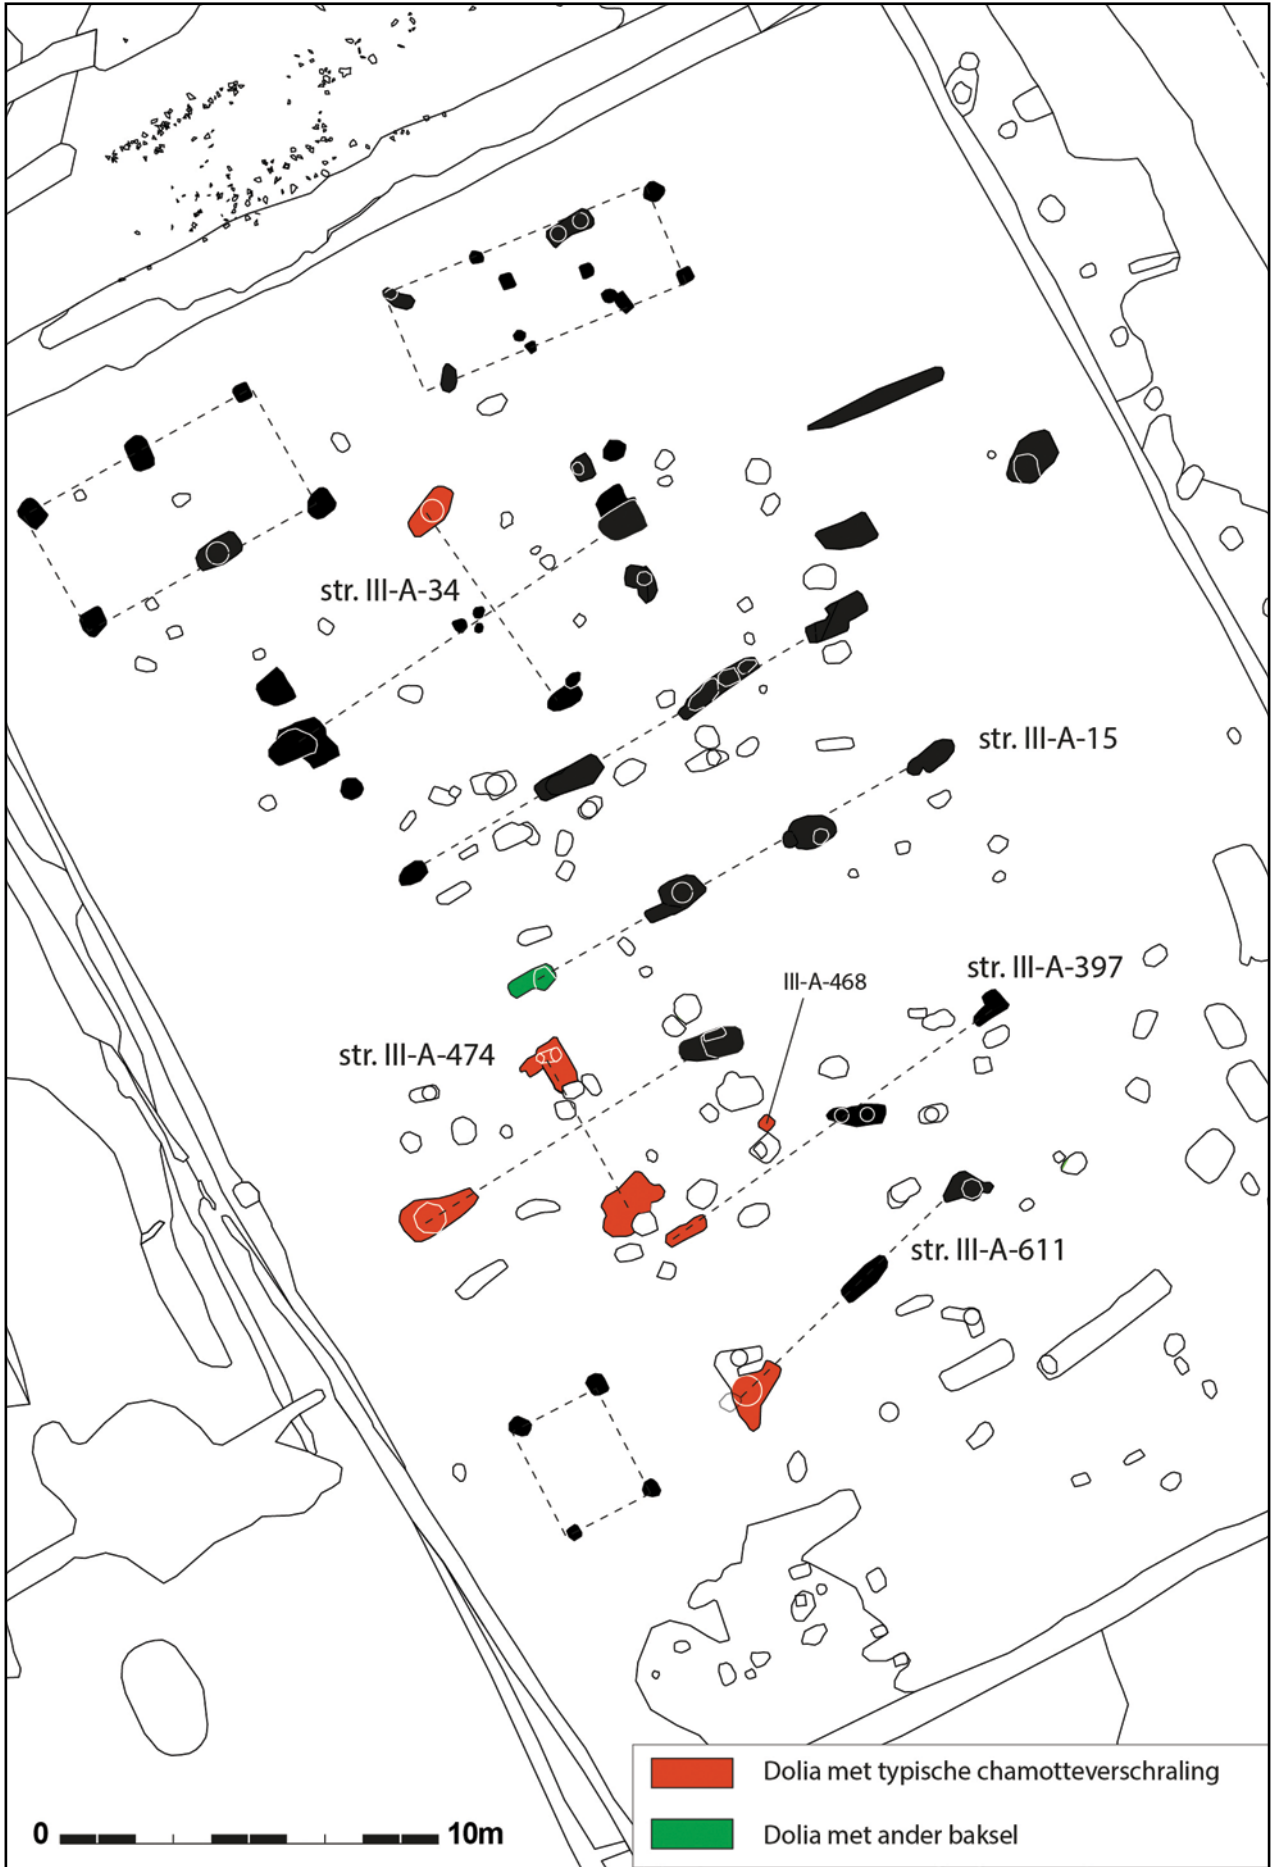 str. III-A-34
str. III-A-15
str. III-A-397
III-A-468
str. III-A-474
str. III-A-611
Dolia met typische chamotteverschraling
Dolia met ander baksel
0 10m